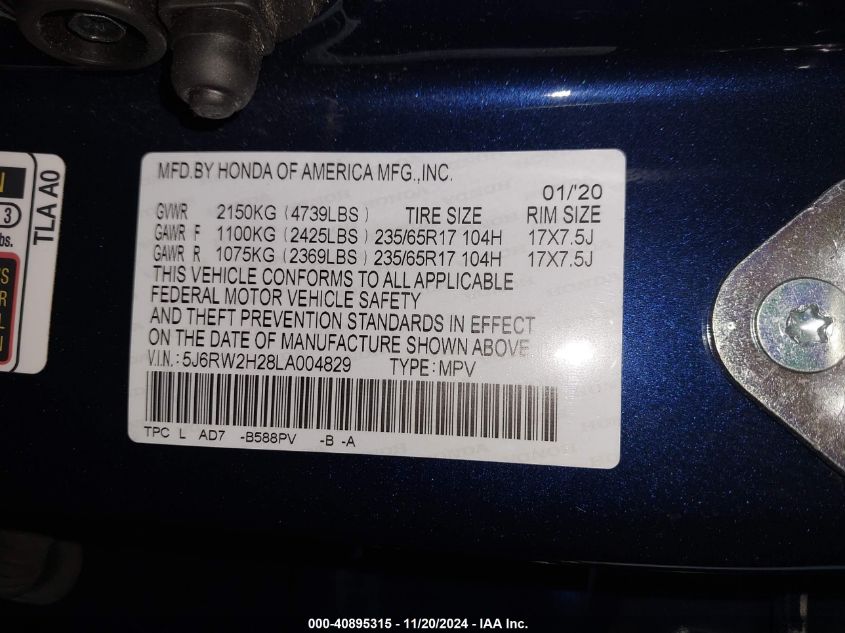 MFD.BY HONDA OF AMERICA MFG.,INC.
01/'20
GVWR 2150KG (4739LBS) TIRE SIZE RIM SIZE
GAWR F 1100KG (2425LBS) 235/65R17 104H 17X7.5J
GAWR R 1075KG (2369LBS) 235/65R17 104H 17X7.5J
THIS VEHICLE CONFORMS TO ALL APPLICABLE
FEDERAL MOTOR VEHICLE SAFETY
AND THEFT PREVENTION STANDARDS IN EFFECT
ON THE DATE OF MANUFACTURE SHOWN ABOVE
V.I.N.: 5J6RW2H28LA004829 TYPE: MPV
TPC L AD7 -B588PV -B -A
TLA A0
3
bs.
000-40895315 - 11/20/2024 - IAA Inc.